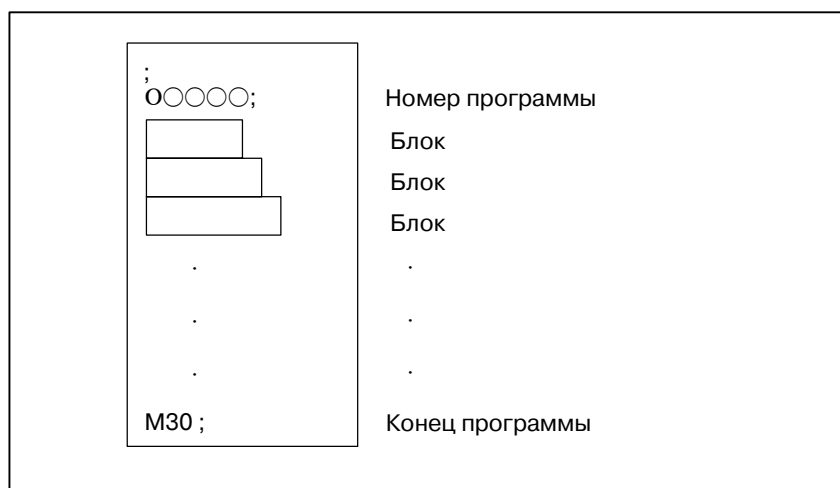 ;
O○○○○; Номер программы
Блок
Блок
Блок
. .
. .
. .
M30 ; Конец программы